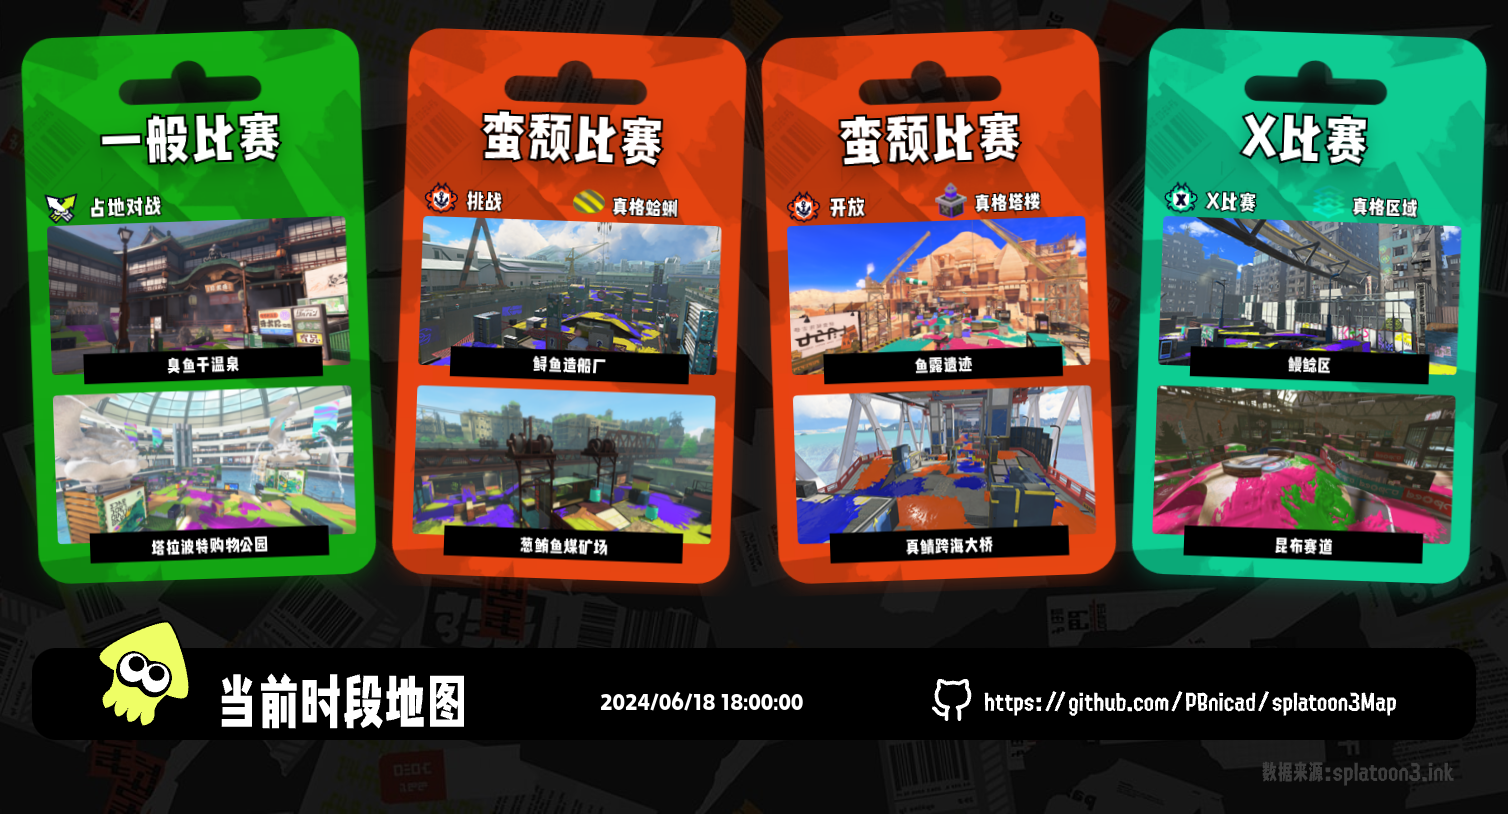 一般比赛
占地对战
臭鱼干温泉
塔拉波特购物公园
蛮颓比赛
挑战 真格蛤蜊
鲟鱼造船厂
葱鲔鱼煤矿场
蛮颓比赛
开放 真格塔楼
鱼露遗迹
真鲭跨海大桥
X比赛
X比赛 真格区域
鳗鲶区
昆布赛道
当前时段地图
2024/06/18 18:00:00
https://github.com/PBnicad/splatoon3Map
数据来源:splatoon3.ink